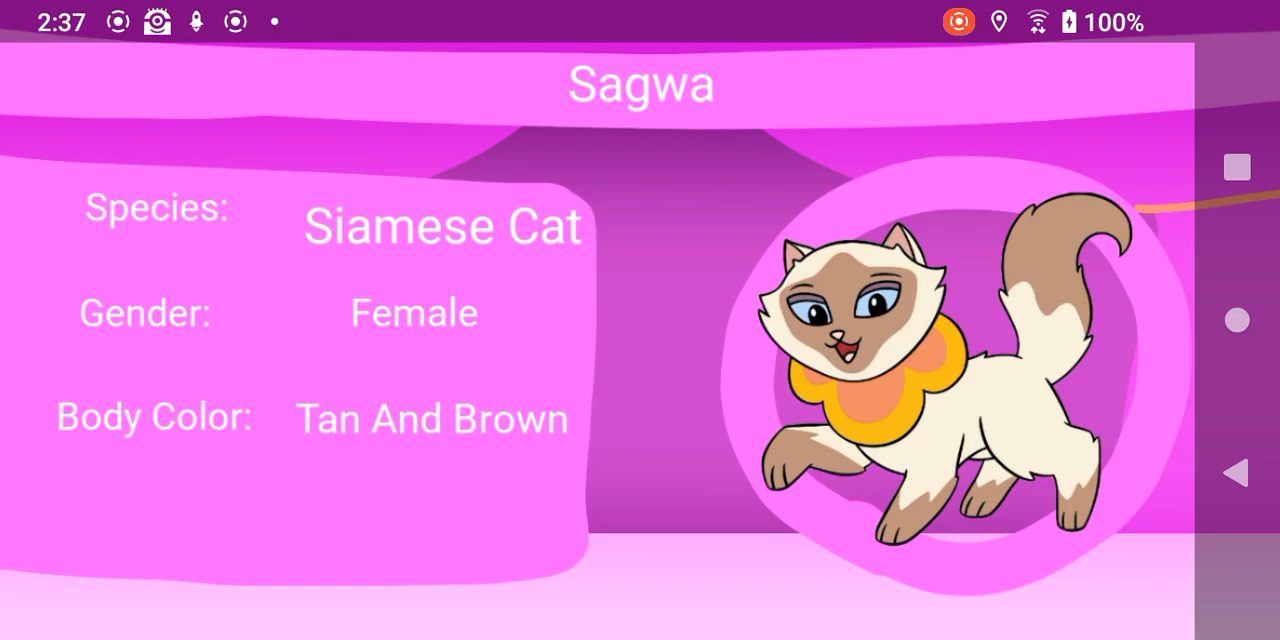 2:37
100%
Sagwa
Species: Siamese Cat
Gender: Female
Body Color: Tan And Brown